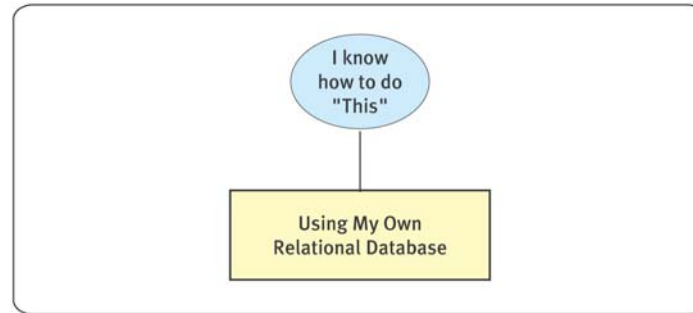 I know
how to do
"This"
Using My Own
Relational Database